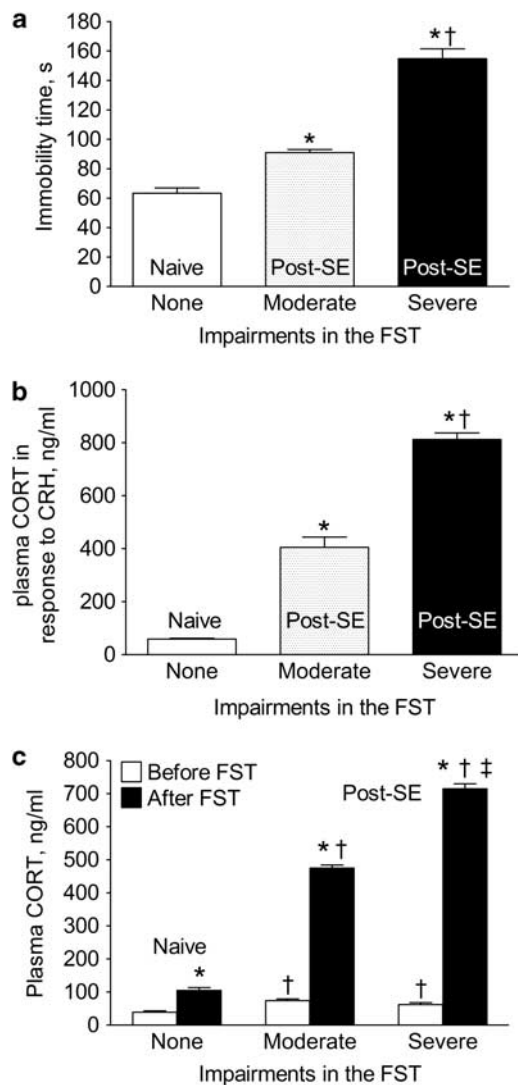 a
Immobility time, s
180
160
140
120
100
80
60
40
20
0
*
*†
Naive
Post-SE
Post-SE
None Moderate Severe
Impairments in the FST
b
plasma CORT in
response to CRH, ng/ml
1000
800
600
400
200
0
*
*†
Naive
Post-SE
Post-SE
None Moderate Severe
Impairments in the FST
c
Plasma CORT, ng/ml
800
700
600
500
400
300
200
100
0
Before FST
After FST
Post-SE
* † ‡
* †
Naive
*
†
†
None Moderate Severe
Impairments in the FST